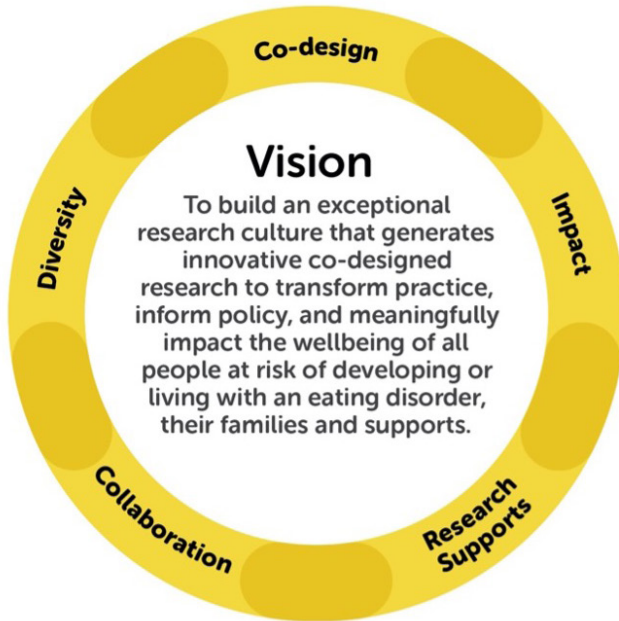 Co-design
Vision
To build an exceptional
research culture that generates
innovative co-designed
research to transform practice,
inform policy, and meaningfully
impact the wellbeing of all
people at risk of developing or
living with an eating disorder,
their families and supports.
Impact
Research
Supports
Collaboration
Diversity